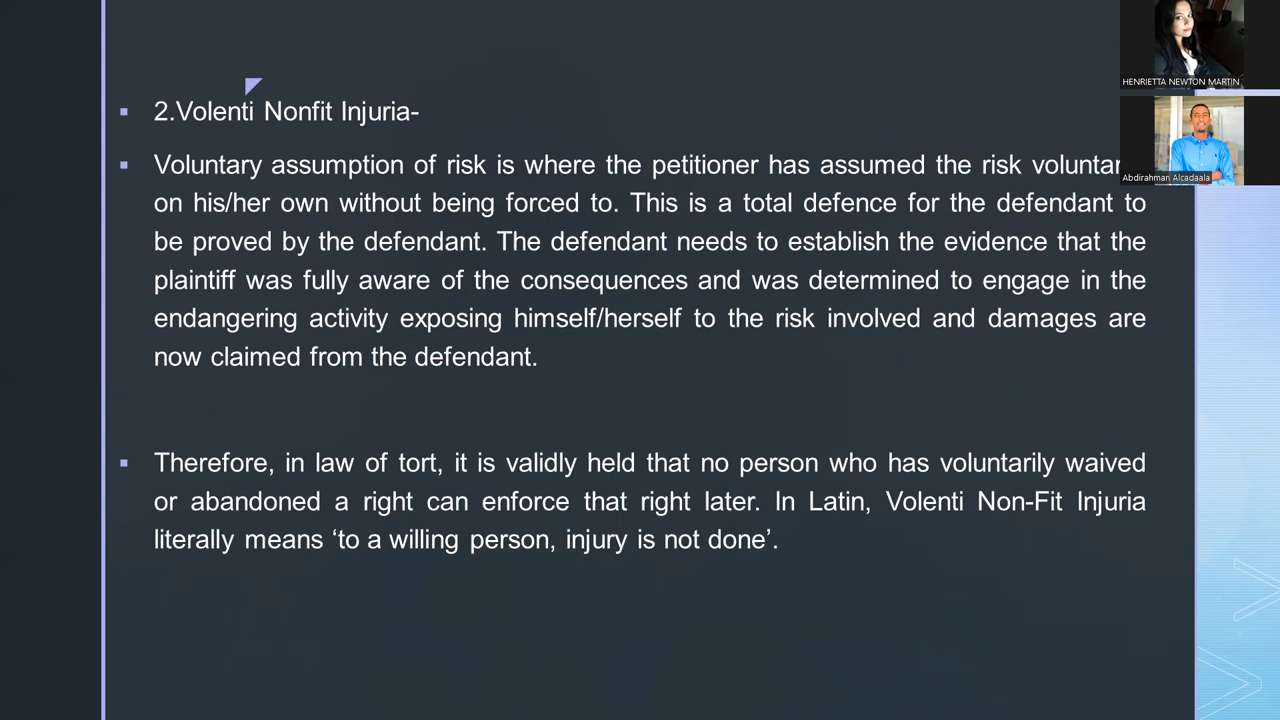 2.Volenti Nonfit Injuria-
Voluntary assumption of risk is where the petitioner has assumed the risk
on his/her own without being forced to. This is a total defence for the defendant to
be proved by the defendant. The defendant needs to establish the evidence that the
plaintiff was fully aware of the consequences and was determined to engage in the
endangering activity exposing himself/herself to the risk involved and damages are
now claimed from the defendant.
Therefore, in law of tort, it is validly held that no person who has voluntarily waived
or abandoned a right can enforce that right later. In Latin, Volenti Non-Fit Injuria
literally means ‘to a willing person, injury is not done’.
HENRIETTA NEWTON MARTIN
Abdirahman Alcadaala